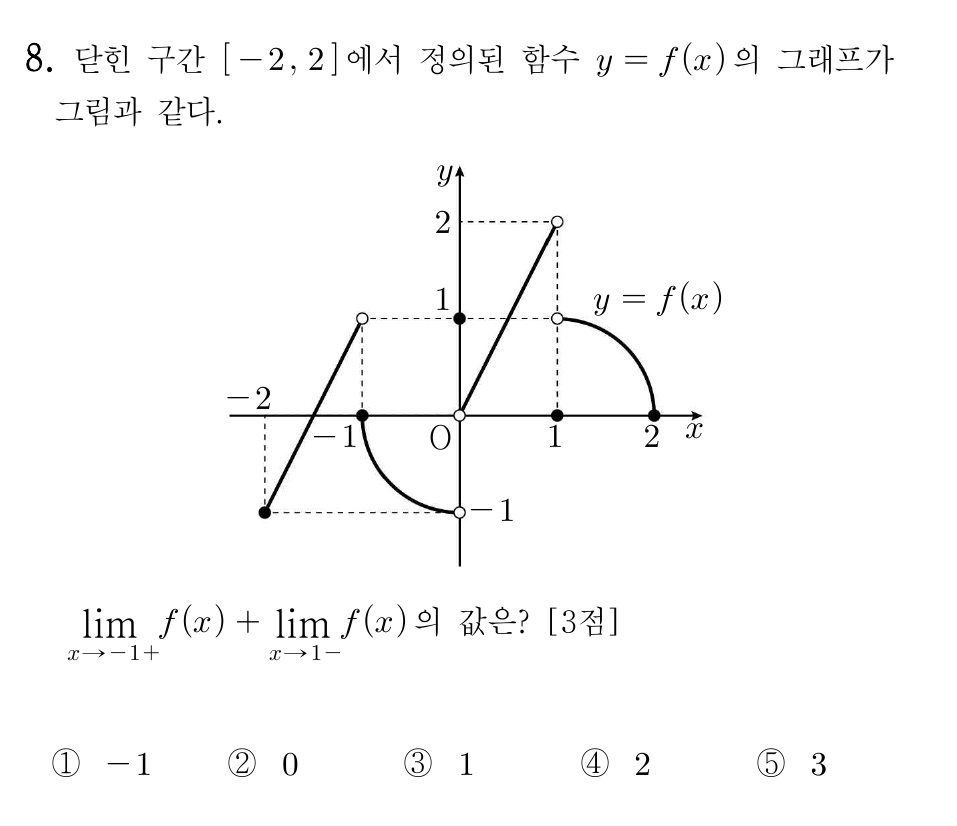 8. 닫힌 구간 [－2, 2]에서 정의된 함수 y = f(x)의 그래프가
그림과 같다.
y
2
1
y = f(x)
－2
－1
O
1
2
x
－1
lim f(x) + lim f(x)의 값은? [3점]
x→－1+ x→1－
① －1 ② 0 ③ 1 ④ 2 ⑤ 3